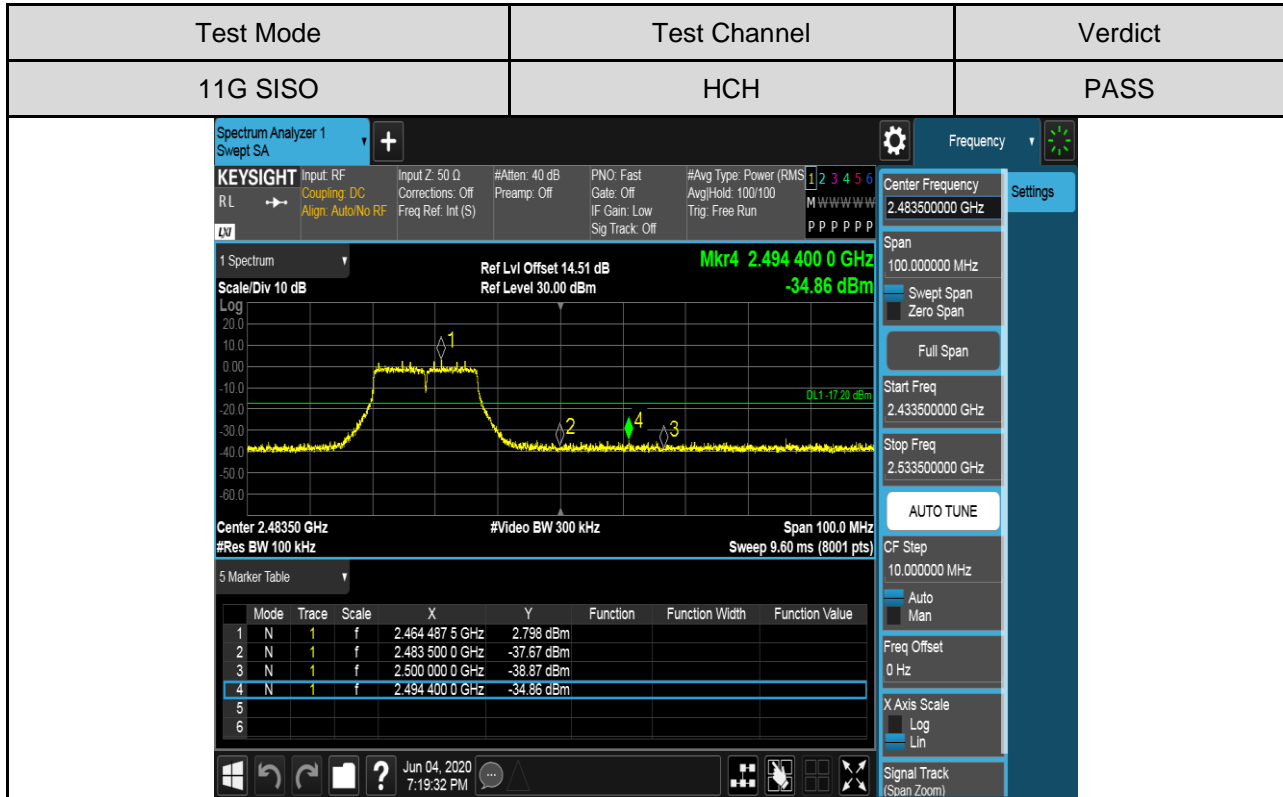 Test Mode Test Channel Verdict
11G SISO HCH PASS
Spectrum Analyzer 1
Swept SA
+
Frequency
KEYSIGHT Input: RF Input Z: 50 Ω #Atten: 40 dB PNO: Fast #Avg Type: Power (RMS 1 2 3 4 5 6
RL Coupling: DC Corrections: Off Preamp: Off Gate: Off Avg|Hold: 100/100 M W W W W W
Align: Auto/No RF Freq Ref: Int (S) IF Gain: Low Trig: Free Run
LXI Sig Track: Off P P P P P P
1 Spectrum
Ref Lvl Offset 14.51 dB
Mkr4 2.494 400 0 GHz
Scale/Div 10 dB Ref Level 30.00 dBm -34.86 dBm
Log
20.0
10.0
0.00
-10.0
-20.0
-30.0
-40.0
-50.0
-60.0
1
DL1 -17.20 dBm
2
4
3
Center 2.48350 GHz #Video BW 300 kHz Span 100.0 MHz
#Res BW 100 kHz Sweep 9.60 ms (8001 pts)
5 Marker Table
Mode Trace Scale X Y Function Function Width Function Value
1 N 1 f 2.464 487 5 GHz 2.798 dBm
2 N 1 f 2.483 500 0 GHz -37.67 dBm
3 N 1 f 2.500 000 0 GHz -38.87 dBm
4 N 1 f 2.494 400 0 GHz -34.86 dBm
5
6
?
Jun 04, 2020
7:19:32 PM
Center Frequency
2.483500000 GHz
Settings
Span
100.000000 MHz
Swept Span
Zero Span
Full Span
Start Freq
2.433500000 GHz
Stop Freq
2.533500000 GHz
AUTO TUNE
CF Step
10.000000 MHz
Auto
Man
Freq Offset
0 Hz
X Axis Scale
Log
Lin
Signal Track
(Span Zoom)